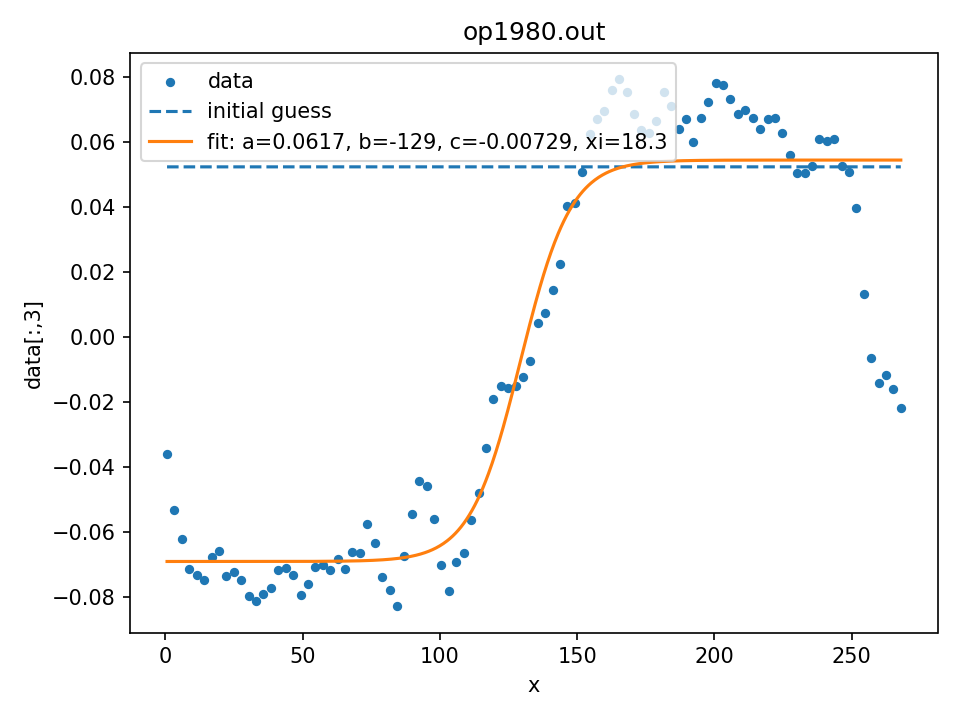 op1980.out
data
initial guess
fit: a=0.0617, b=-129, c=-0.00729, xi=18.3
0.08
0.06
0.04
0.02
0.00
−0.02
−0.04
−0.06
−0.08
data[:,3]
0 50 100 150 200 250
x